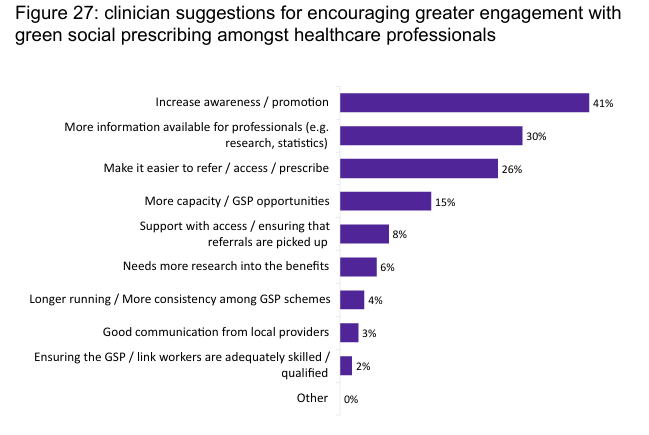 Figure 27: clinician suggestions for encouraging greater engagement with
green social prescribing amongst healthcare professionals
Increase awareness / promotion
41%
More information available for professionals (e.g.
research, statistics)
30%
Make it easier to refer / access / prescribe
26%
More capacity / GSP opportunities
15%
Support with access / ensuring that
referrals are picked up
8%
Needs more research into the benefits
6%
Longer running / More consistency among GSP schemes
4%
Good communication from local providers
3%
Ensuring the GSP / link workers are adequately skilled /
qualified
2%
Other
0%